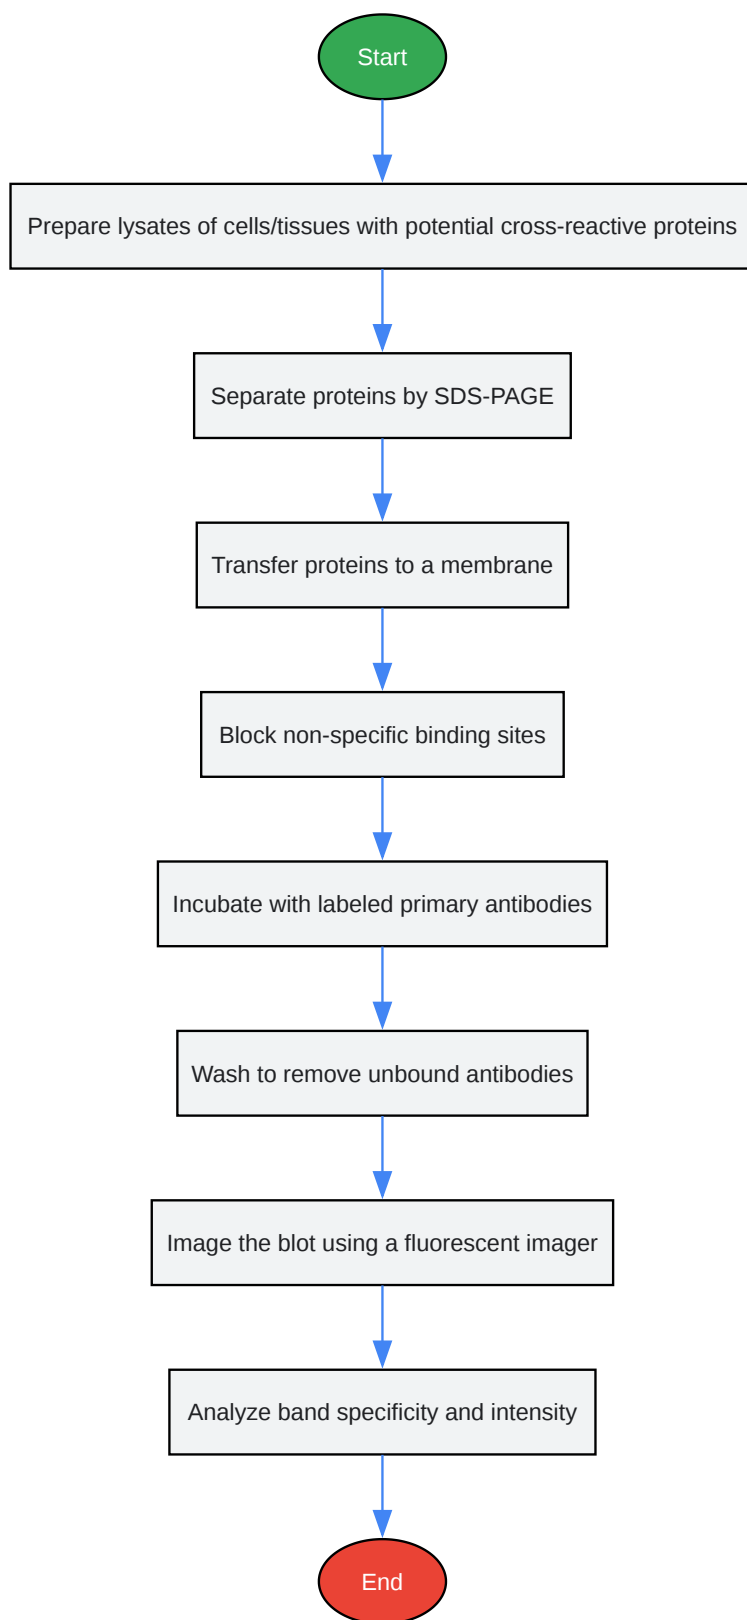 Start
Prepare lysates of cells/tissues with potential cross-reactive proteins
Separate proteins by SDS-PAGE
Transfer proteins to a membrane
Block non-specific binding sites
Incubate with labeled primary antibodies
Wash to remove unbound antibodies
Image the blot using a fluorescent imager
Analyze band specificity and intensity
End